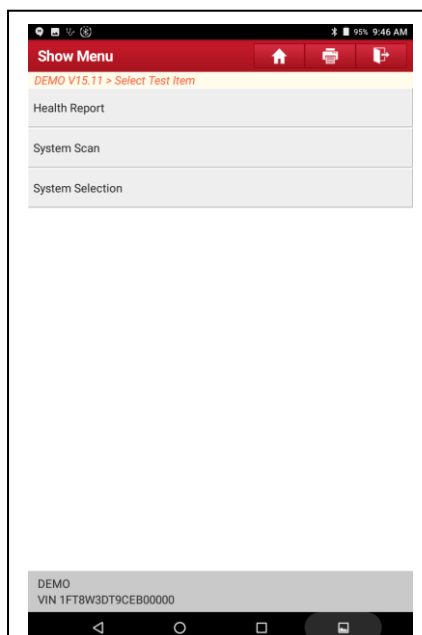 95% 9:46 AM
Show Menu
DEMO V15.11 > Select Test Item
Health Report
System Scan
System Selection
DEMO
VIN 1FT8W3DT9CEB00000